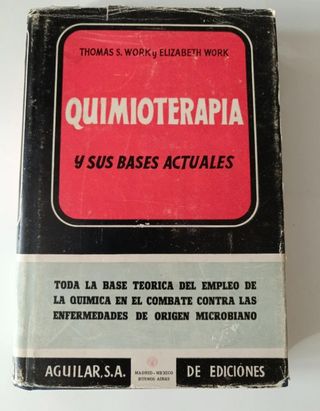 THOMAS S. WORK y ELIZABETH WORK
QUIMIOTERAPIA
y SUS BASES ACTUALES
TODA LA BASE TEORICA DEL EMPLEO DE
LA QUIMICA EN EL COMBATE CONTRA LAS
ENFERMEDADES DE ORIGEN MICROBIANO
AGUILAR, S.A. MADRID - MEXICO DE EDICIONES
BUENOS AIRES